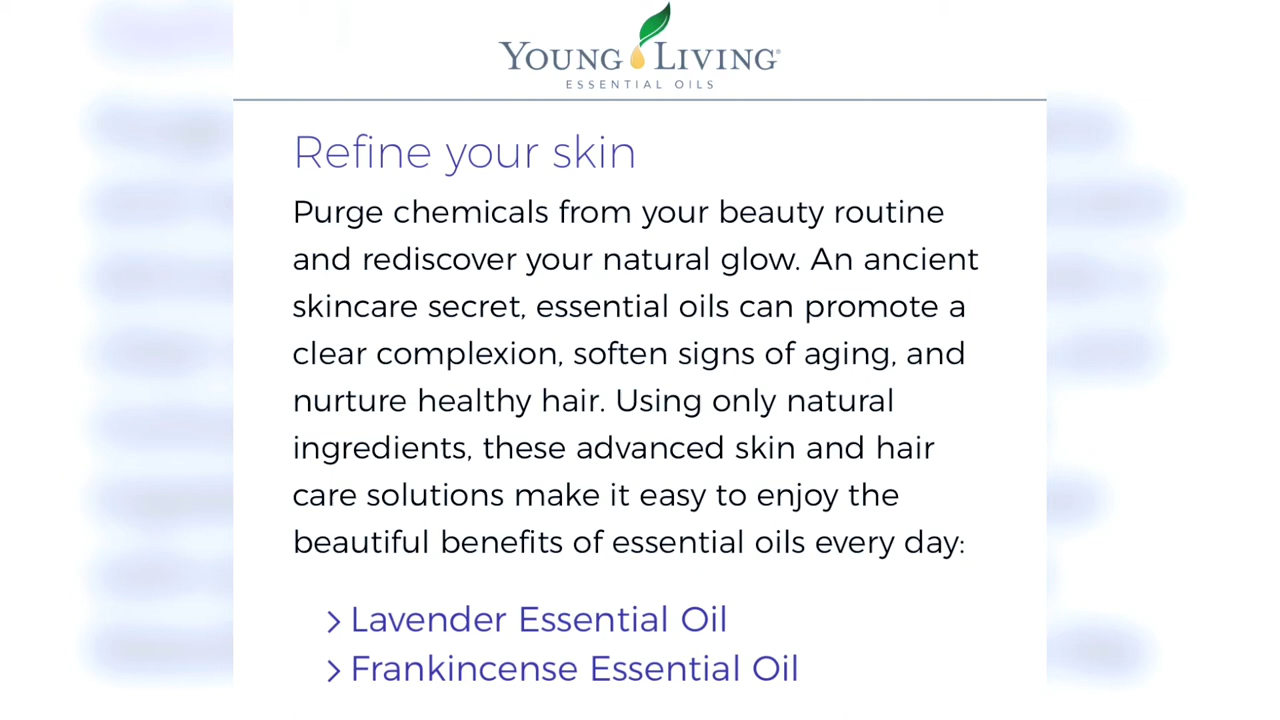 YOUNG LIVING®
ESSENTIAL OILS
Refine your skin
Purge chemicals from your beauty routine
and rediscover your natural glow. An ancient
skincare secret, essential oils can promote a
clear complexion, soften signs of aging, and
nurture healthy hair. Using only natural
ingredients, these advanced skin and hair
care solutions make it easy to enjoy the
beautiful benefits of essential oils every day:
> Lavender Essential Oil
> Frankincense Essential Oil